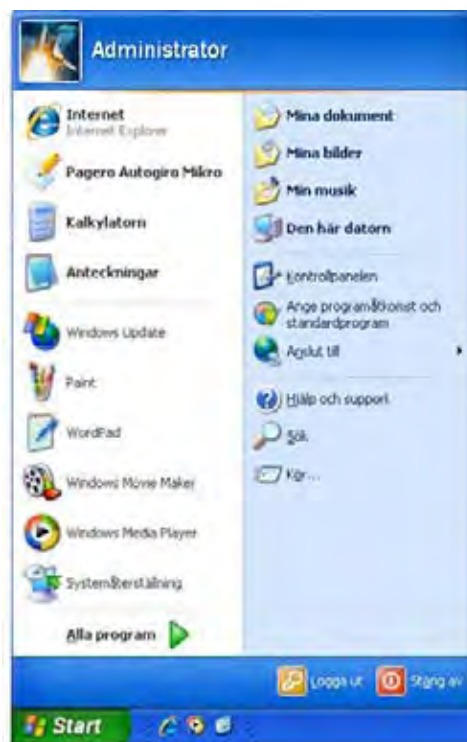 Administrator
Internet
Internet Explorer
Pagero Autogiro Mikro
Kalkylatorn
Anteckningar
Windows Update
Paint
WordPad
Windows Movie Maker
Windows Media Player
Systemåterställning
Alla program
Mina dokument
Mina bilder
Min musik
Den här datorn
Kontrollpanelen
Ange programåtkomst och
standardprogram
Anslut till
Hjälp och support
Sök
Kör...
Logga ut
Stäng av
Start